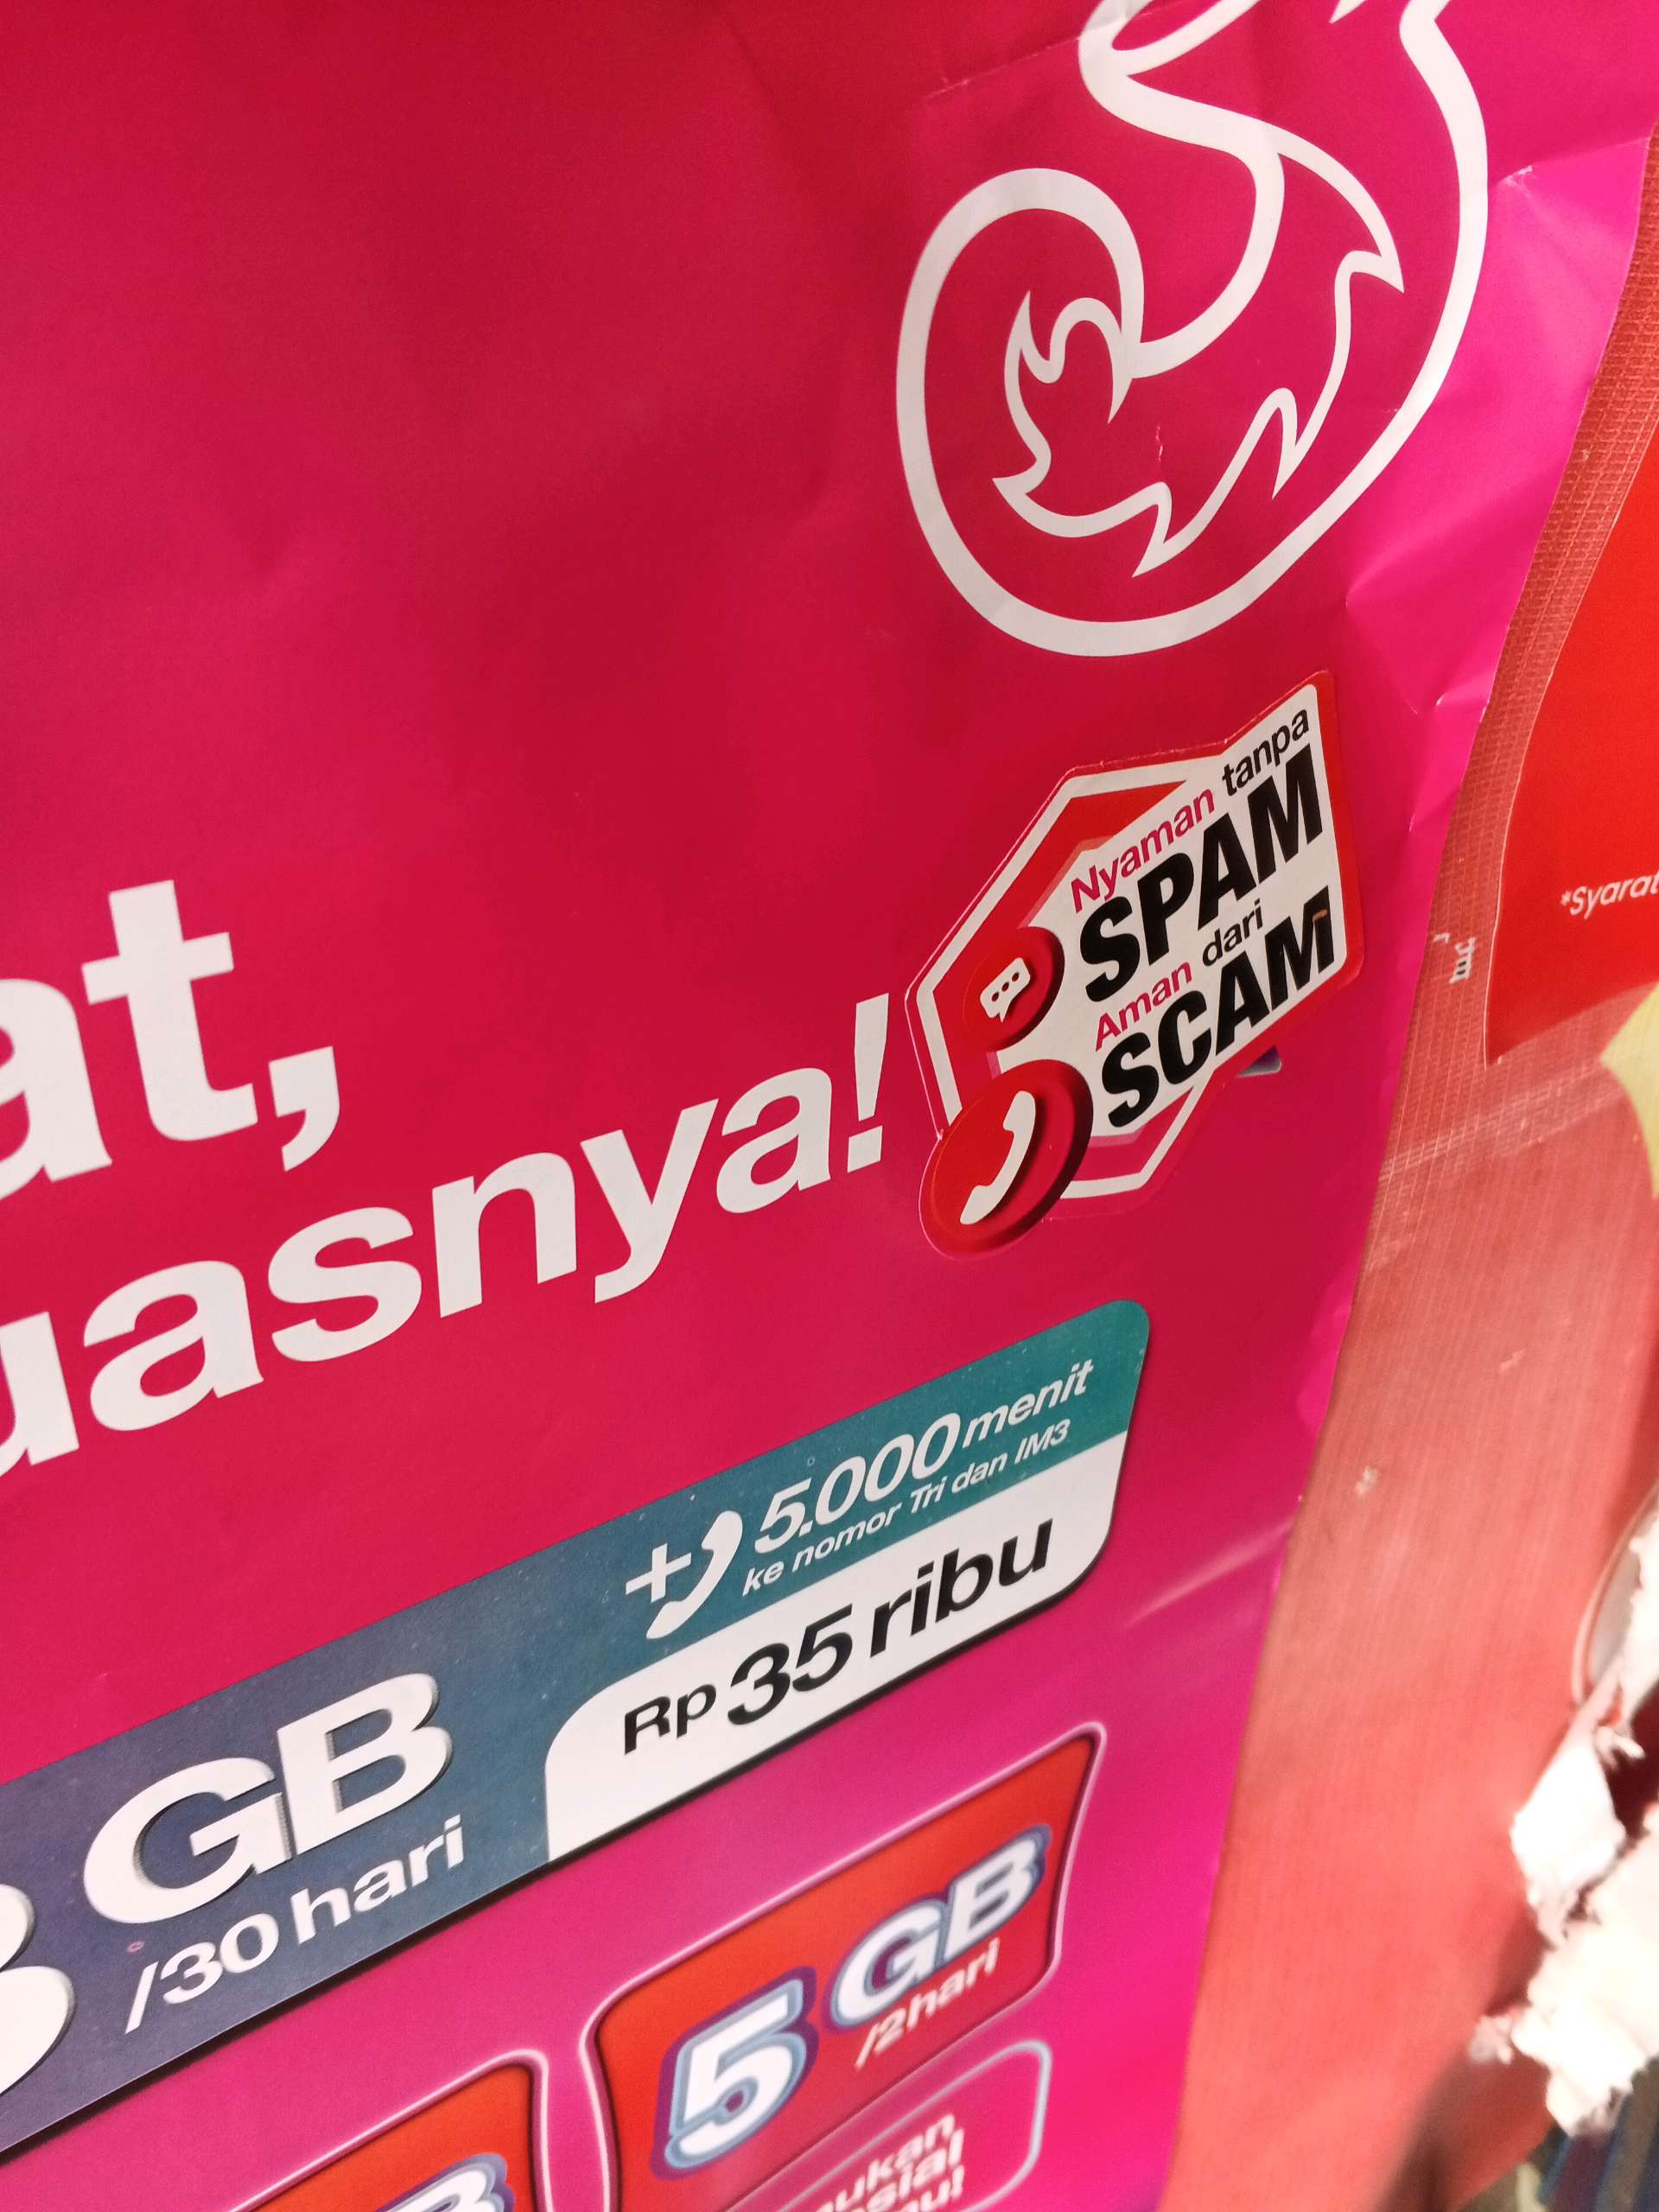 Nyaman tanpa
SPAM
Aman dari
SCAM
at,
uasnya!
+ 5.000 menit
ke nomor Tri dan IM3
Rp 35 ribu
GB
/30 hari
5 GB
/2 hari
*Syarat